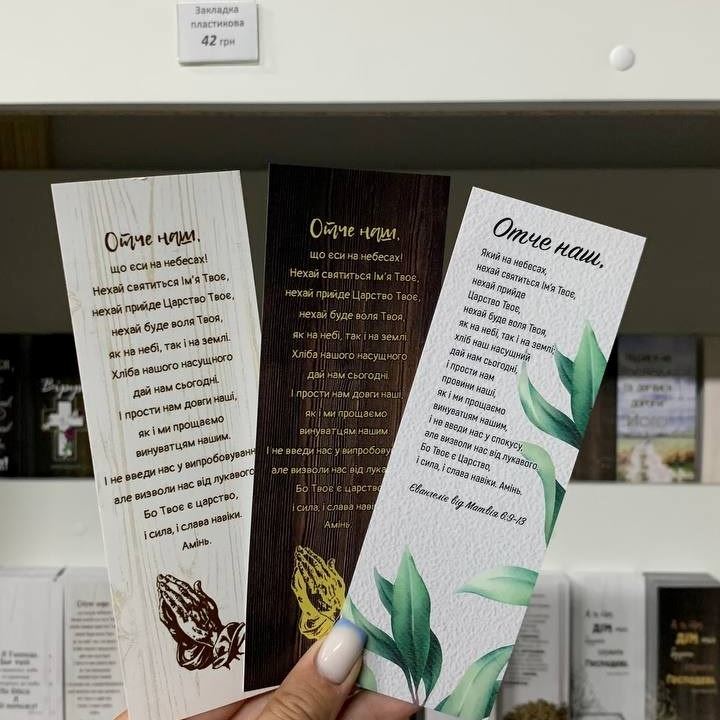 Закладка
пластикова
42 грн
Отче наш,
що єси на небесах!
Нехай святиться Ім'я Твоє,
нехай прийде Царство Твоє,
нехай буде воля Твоя,
як на небі, так і на землі.
Хліба нашого насущного
дай нам сьогодні.
І прости нам довги наші,
як і ми прощаємо
винуватцям нашим.
І не введи нас у випробуванн
але визволи нас від лукавог
Бо Твоє є царство,
і сила, і слава навіки.
Амінь.
Отче наш,
що єси на небесах!
Нехай святиться Ім'я Твоє,
нехай прийде Царство Твоє,
нехай буде воля Твоя,
як на небі, так і на землі.
Хліба нашого насущного
дай нам сьогодні.
І прости нам довги наші,
як і ми прощаємо
винуватцям нашим.
І не введи нас у випробову
але визволи нас від лукав
Бо Твоє є царство
і сила, і слава навіки.
Амінь
Отче наш,
Який на небесах,
нехай святиться Ім'я Твоє,
нехай прийде
Царство Твоє,
нехай буде воля Твоя,
як на небі, так і на землі;
хліб наш насущний
дай нам сьогодні,
І прости нам
провини наші,
як і ми прощаємо
винуватцям нашим,
і не введи нас у спокусу,
але визволи нас від лукавого.
Бо Твоє є Царство,
і сила, і слава навіки. Амінь.
Євангеліє від Матвія 6:9-13